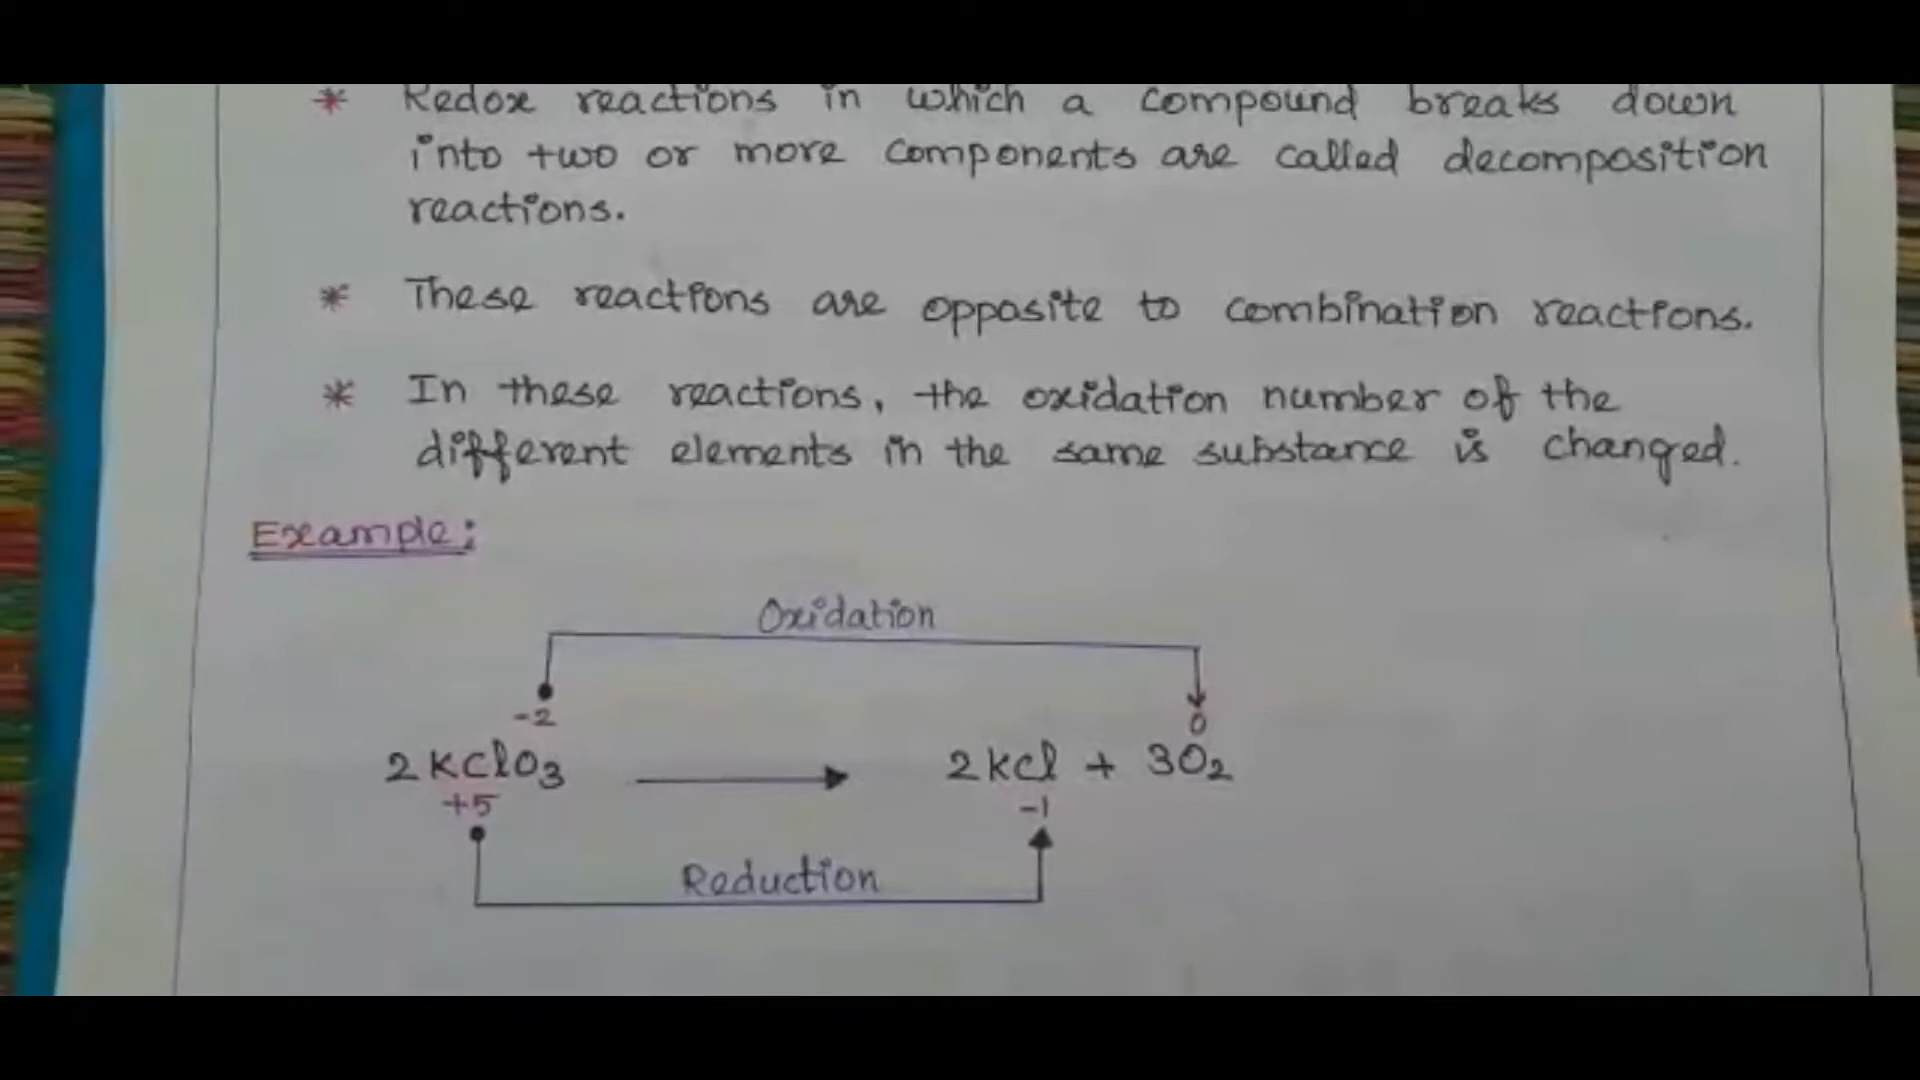 * Redox reactions in which a compound breaks down
into two or more components are called decomposition
reactions.
* These reactions are opposite to combination reactions.
* In these reactions, the oxidation number of the
different elements in the same substance is changed.
Example:
Oxidation
-2 0
2KClO3 → 2KCl + 3O2
+5 -1
Reduction